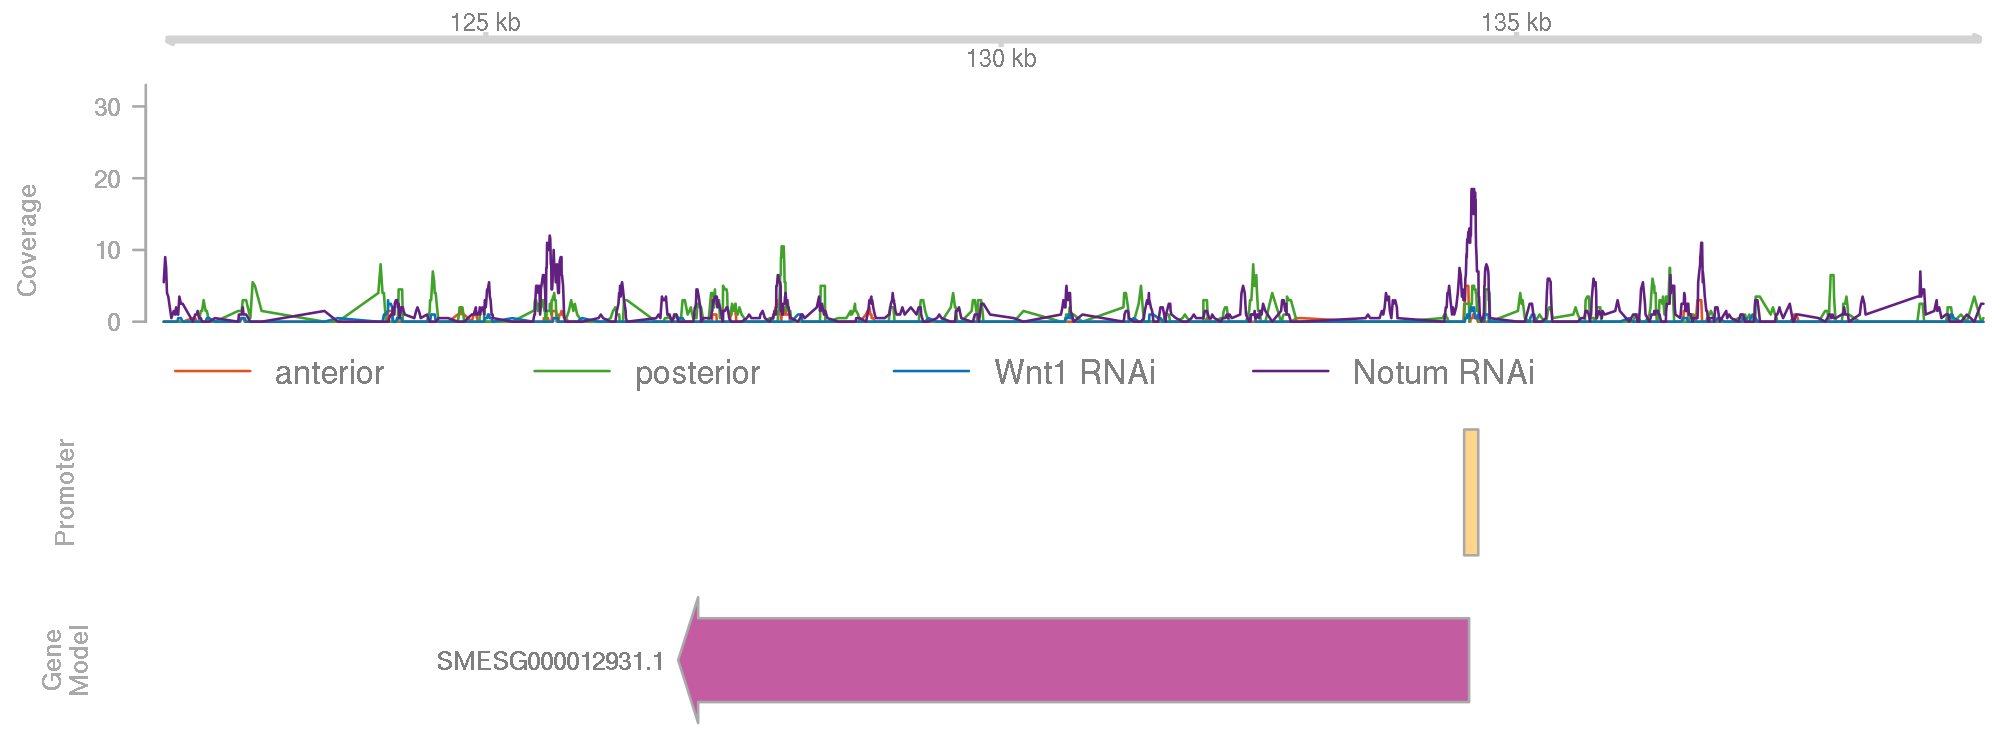 125 kb
135 kb
130 kb
30
20
10
0
Coverage
anterior posterior Wnt1 RNAi Notum RNAi
Promoter
Gene
Model
SMESG000012931.1